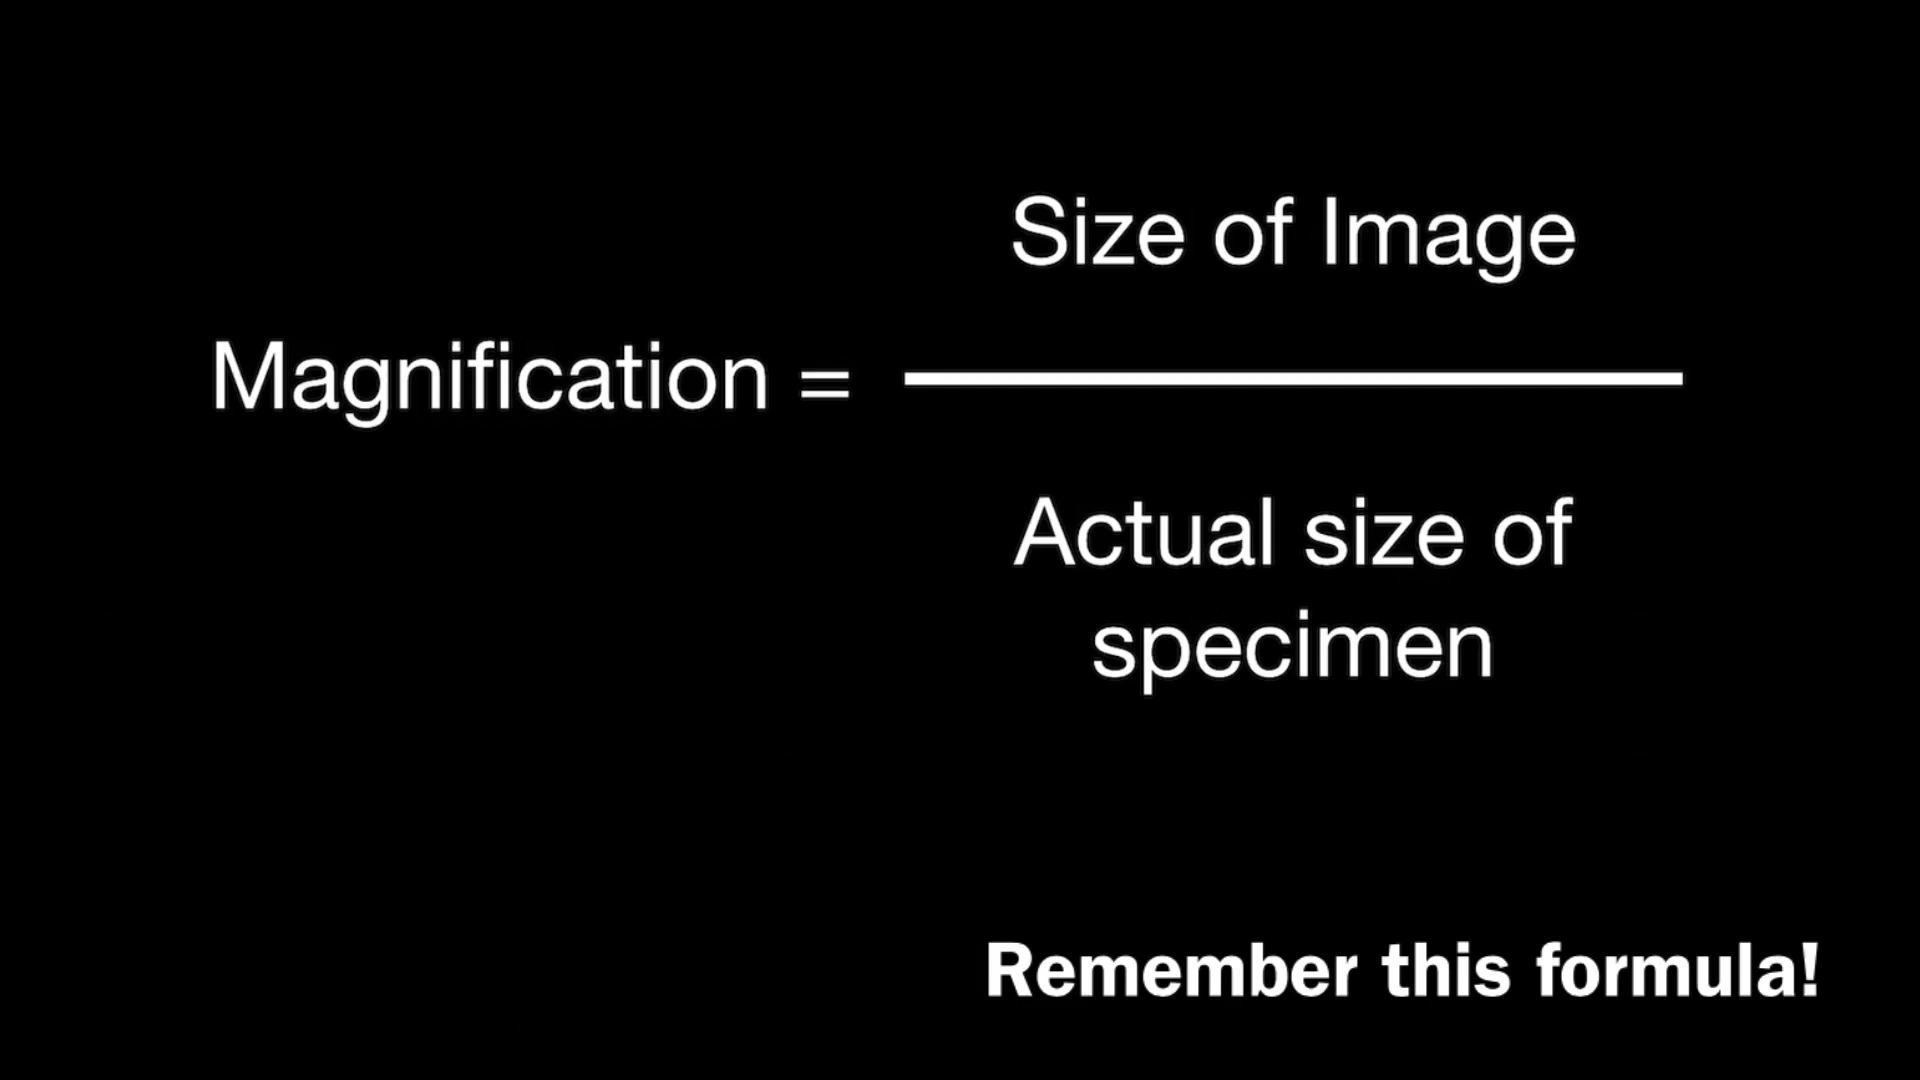 Size of Image
Magnification =
Actual size of
specimen
Remember this formula!